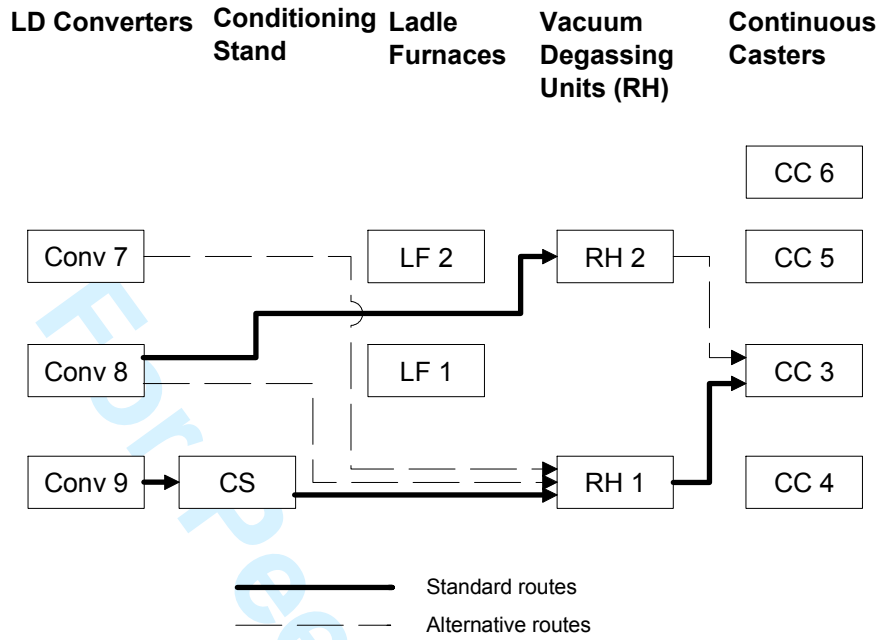 LD Converters
Conditioning
Stand
Ladle
Furnaces
Vacuum
Degassing
Units (RH)
Continuous
Casters
CC 6
Conv 7
LF 2
RH 2
CC 5
Conv 8
LF 1
CC 3
Conv 9
CS
RH 1
CC 4
Standard routes
Alternative routes
For Pee